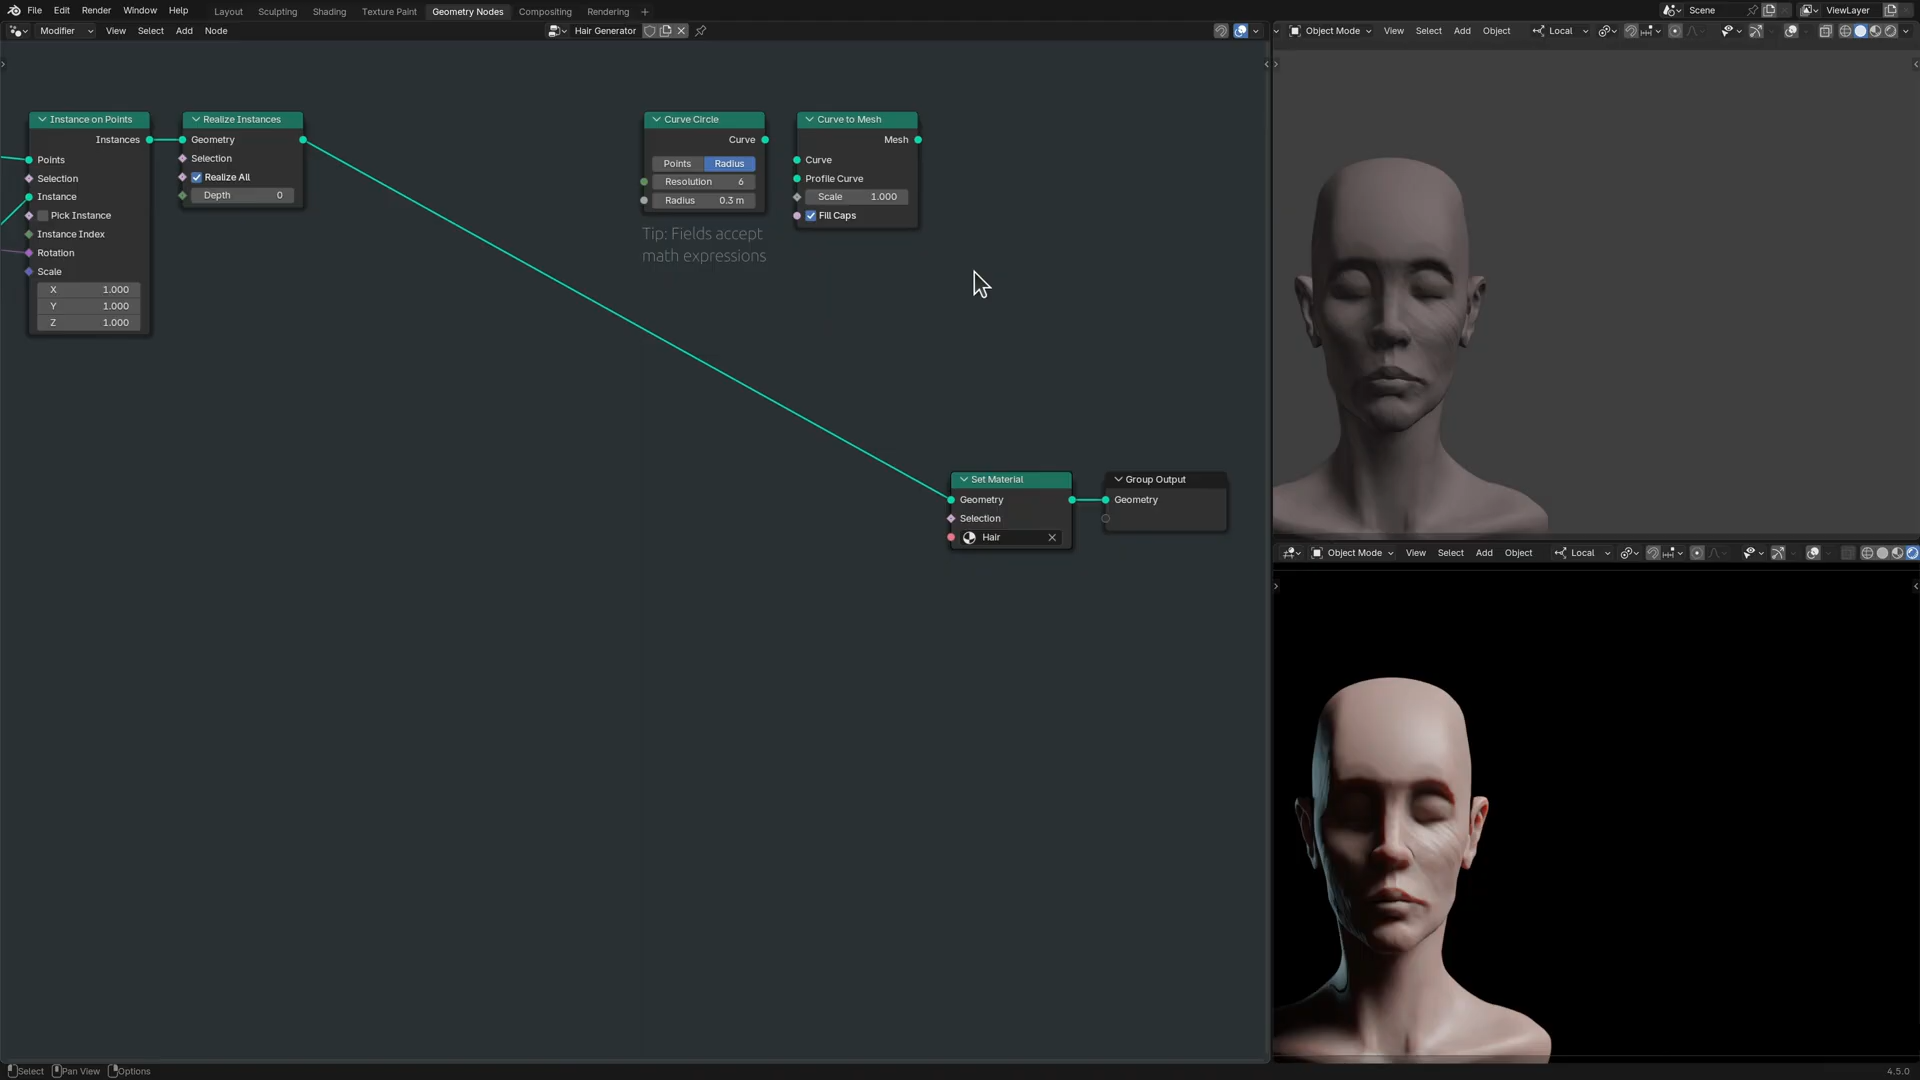 File Edit Render Window Help Layout Sculpting Shading Texture Paint Geometry Nodes Compositing Rendering + Scene ViewLayer
Modifier View Select Add Node Hair Generator Object Mode View Select Add Object Local
Instance on Points
Instances
Points
Selection
Instance
Pick Instance
Instance Index
Rotation
Scale
X 1.000
Y 1.000
Z 1.000
Realize Instances
Geometry
Selection
Realize All
Depth 0
Curve Circle
Curve
Points Radius
Resolution 6
Radius 0.3 m
Tip: Fields accept
math expressions
Curve to Mesh
Mesh
Curve
Profile Curve
Scale 1.000
Fill Caps
Set Material
Geometry
Selection
Hair
Group Output
Geometry
Object Mode View Select Add Object Local
Select Pan View Options 4.5.0